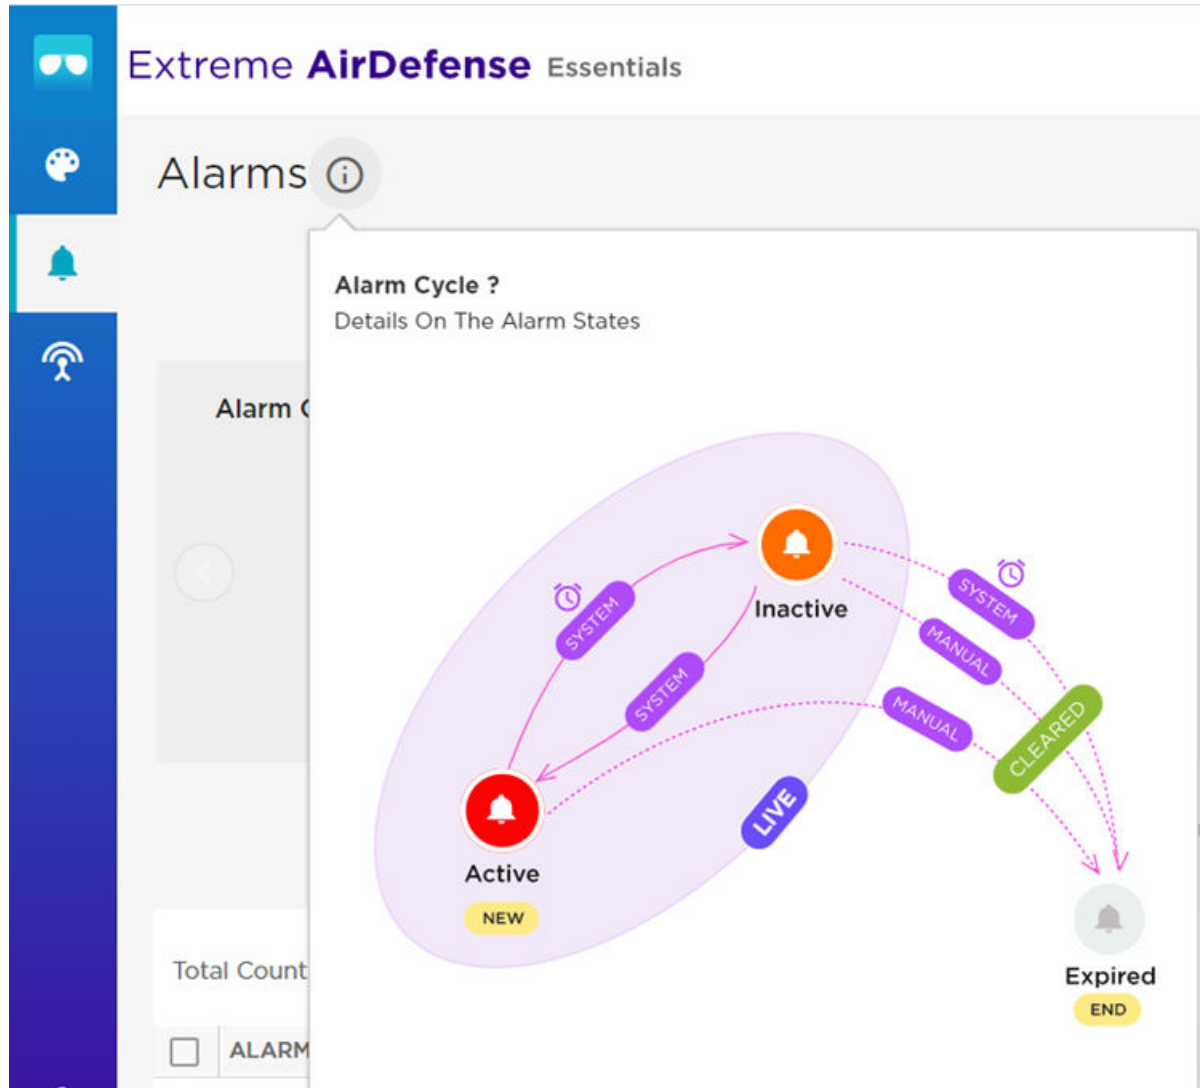 Extreme AirDefense Essentials
Alarms
Alarm Cycle ?
Details On The Alarm States
Alarm
Inactive
SYSTEM
SYSTEM
SYSTEM
MANUAL
MANUAL
CLEARED
LIVE
Active
NEW
Expired
END
Total Count
ALARM